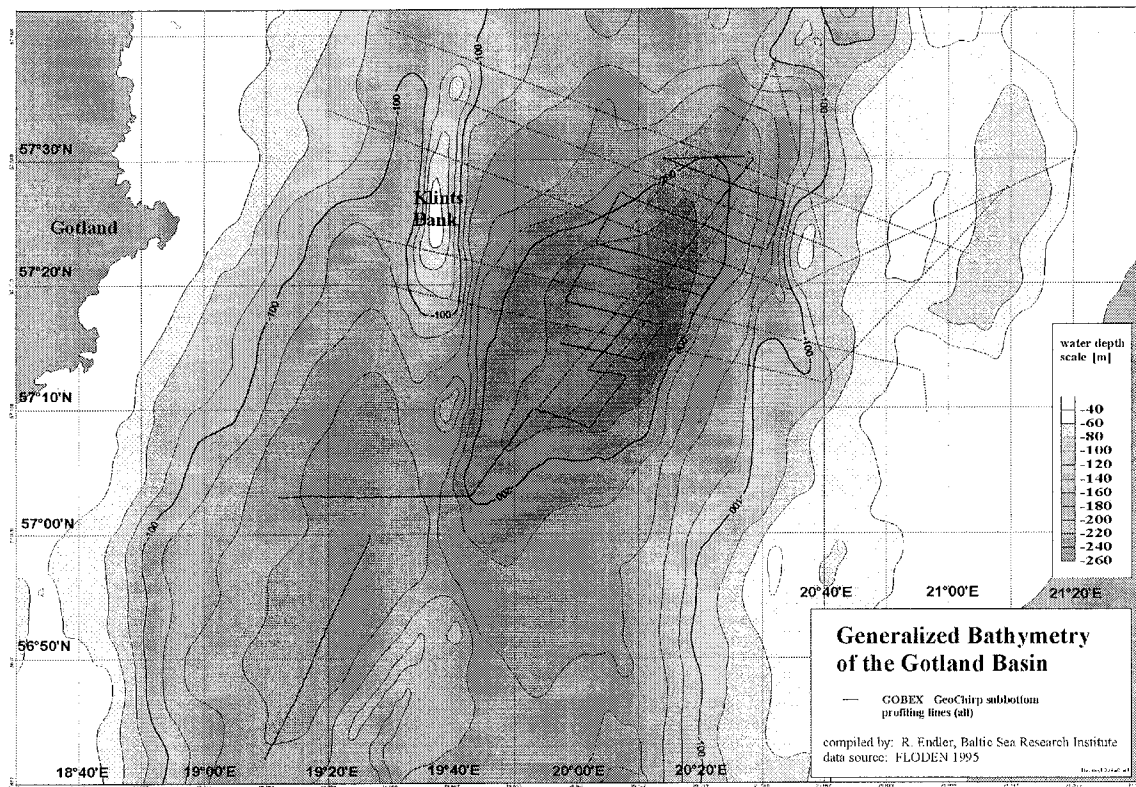 -100
-100
57°30'N
-200
Klints
Bank
Gotland
57°20'N
-100
-200
-100
water depth
scale [m]
-40
-60
-80
-100
-120
-140
-160
-180
-200
-220
-240
-260
57°10'N
-200
-100
-100
57°00'N
20°40'E
21°00'E
21°20'E
56°50'N
Generalized Bathymetry
of the Gotland Basin
GOBEX GeoChirp subbottom
profiling lines (all)
compiled by: R. Endler, Baltic Sea Research Institute
data source: FLODEN 1995
-100
18°40'E
19°00'E
19°20'E
19°40'E
20°00'E
20°20'E